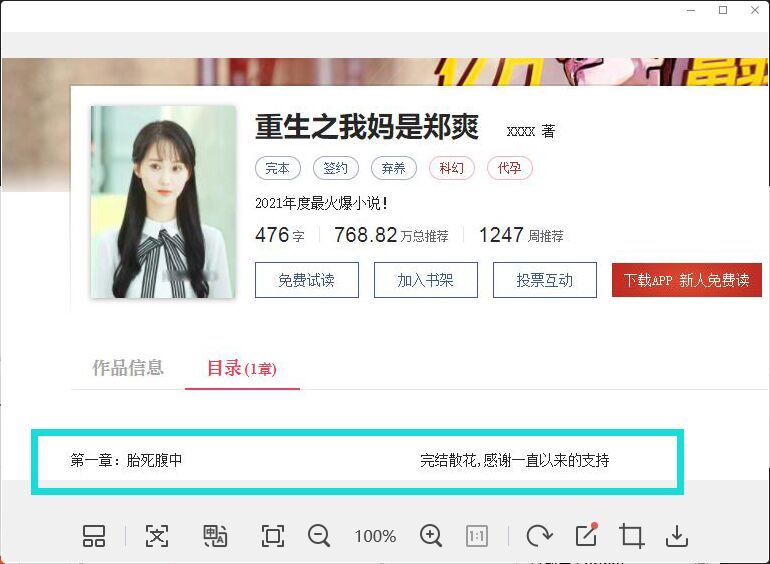 亿万
重生之我妈是郑爽 xxxx 著
完本 签约 弃养 科幻 代孕
2021年度最火爆小说!
476字 768.82万总推荐 1247周推荐
免费试读 加入书架 投票互动 下载APP 新人免费读
作品信息 目录(1章)
第一章：胎死腹中 完结散花,感谢一直以来的支持
100% 1:1